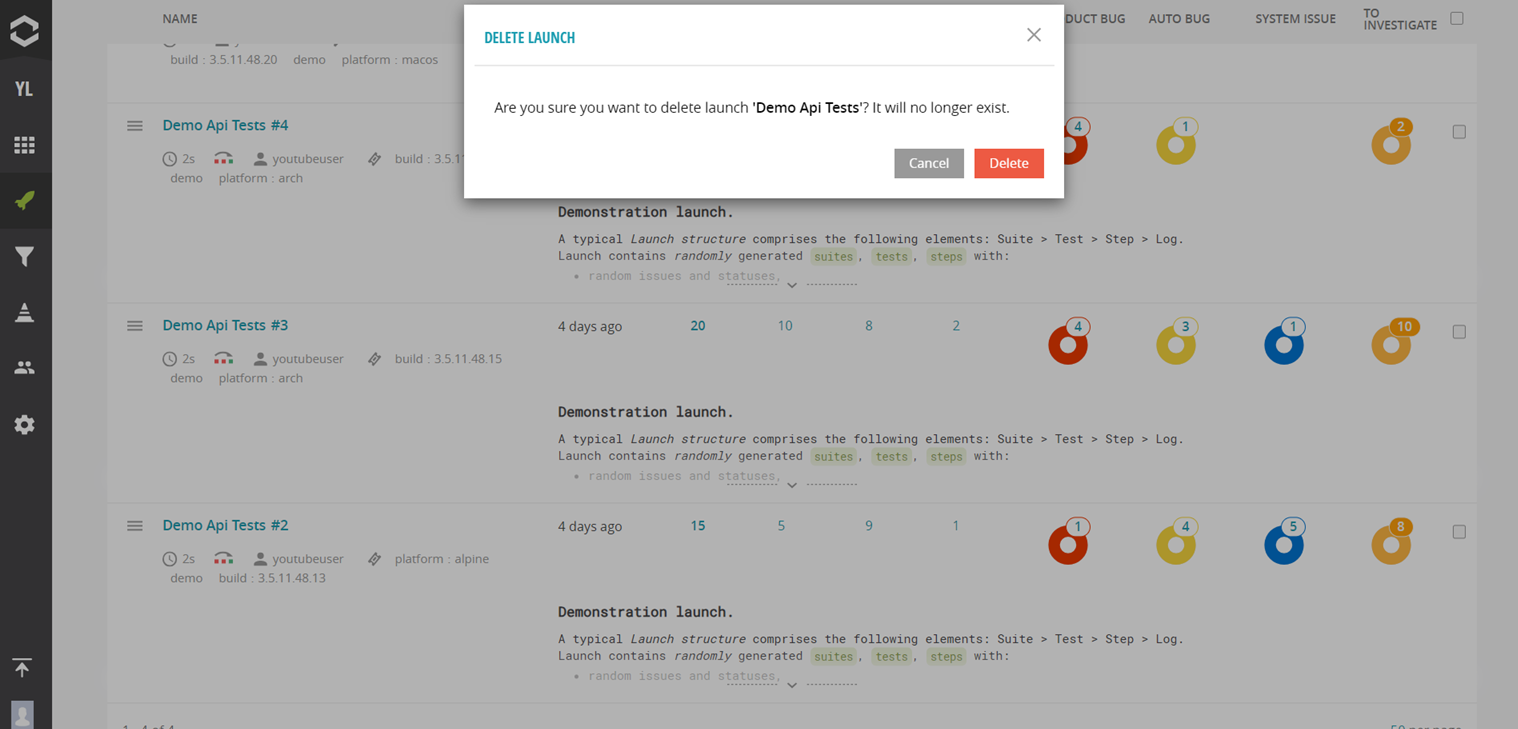 NAME
DUCT BUG AUTO BUG SYSTEM ISSUE TO INVESTIGATE
DELETE LAUNCH
Are you sure you want to delete launch 'Demo Api Tests'? It will no longer exist.
Cancel Delete
YL
build : 3.5.11.48.20 demo platform : macos
Demo Api Tests #4
4 1 2
2s youtubeuser build : 3.5.1
demo platform : arch
Demonstration launch.
A typical Launch structure comprises the following elements: Suite > Test > Step > Log.
Launch contains randomly generated suites, tests, steps with:
• random issues and statuses,
Demo Api Tests #3 4 days ago 20 10 8 2 4 3 1 10
2s youtubeuser build : 3.5.11.48.15
demo platform : arch
Demonstration launch.
A typical Launch structure comprises the following elements: Suite > Test > Step > Log.
Launch contains randomly generated suites, tests, steps with:
• random issues and statuses,
Demo Api Tests #2 4 days ago 15 5 9 1 1 4 5 8
2s youtubeuser platform : alpine
demo build : 3.5.11.48.13
Demonstration launch.
A typical Launch structure comprises the following elements: Suite > Test > Step > Log.
Launch contains randomly generated suites, tests, steps with:
• random issues and statuses,